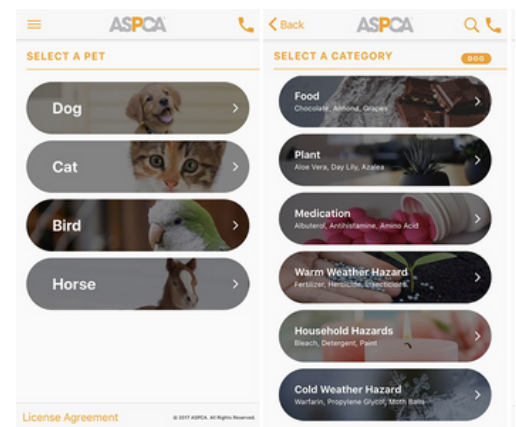 ASPCA
SELECT A PET
Dog
Cat
Bird
Horse
License Agreement
© 2017 ASPCA. All Rights Reserved.
Back
ASPCA
SELECT A CATEGORY
DOG
Food
Chocolate, Almond, Grapes
Plant
Aloe Vera, Day Lily, Azalea
Medication
Albuterol, Antihistamine, Amino Acid
Warm Weather Hazard
Fertilizer, Herbicide, Insecticides
Household Hazards
Bleach, Detergent, Paint
Cold Weather Hazard
Warfarin, Propylene Glycol, Moth Balls